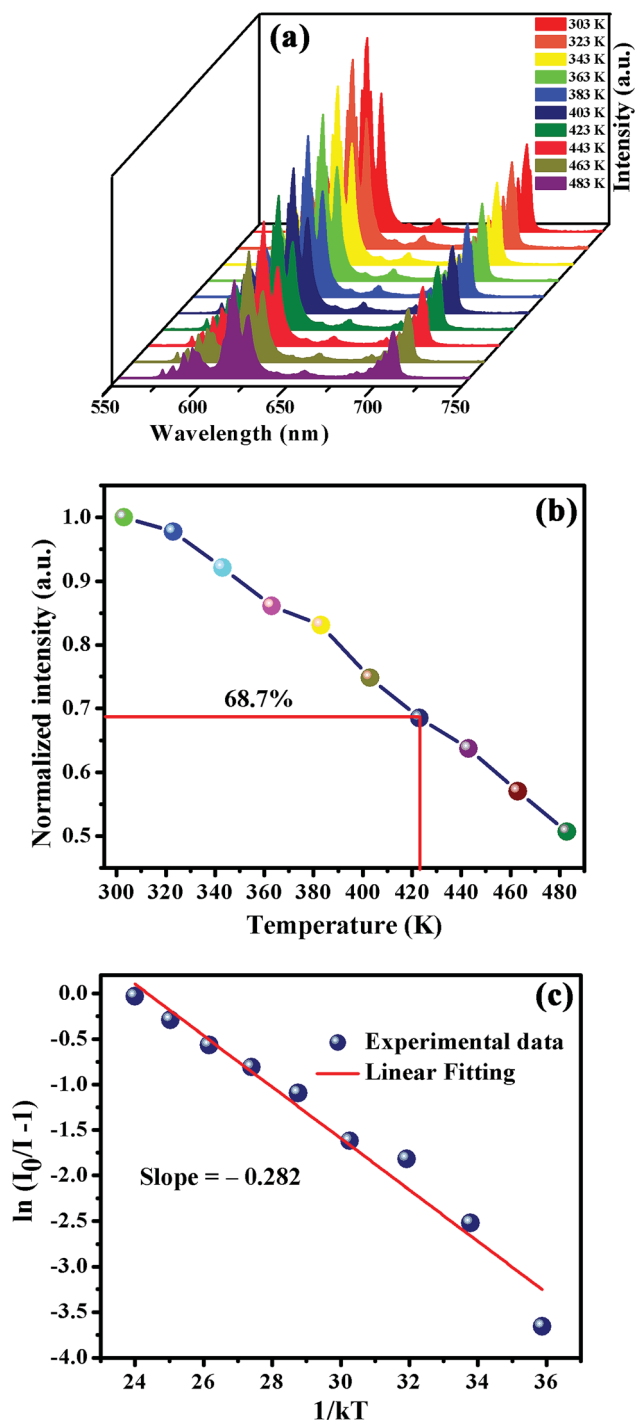 (a)
303 K
323 K
343 K
363 K
383 K
403 K
423 K
443 K
463 K
483 K
Intensity (a.u.)
550
600
650
700
750
Wavelength (nm)
(b)
1.0
0.9
0.8
0.7
0.6
0.5
68.7%
Normalized intensity (a.u.)
300 320 340 360 380 400 420 440 460 480
Temperature (K)
(c)
0.0
-0.5
-1.0
-1.5
-2.0
-2.5
-3.0
-3.5
-4.0
Experimental data
Linear Fitting
Slope = – 0.282
ln (I0/I -1)
24 26 28 30 32 34 36
1/kT